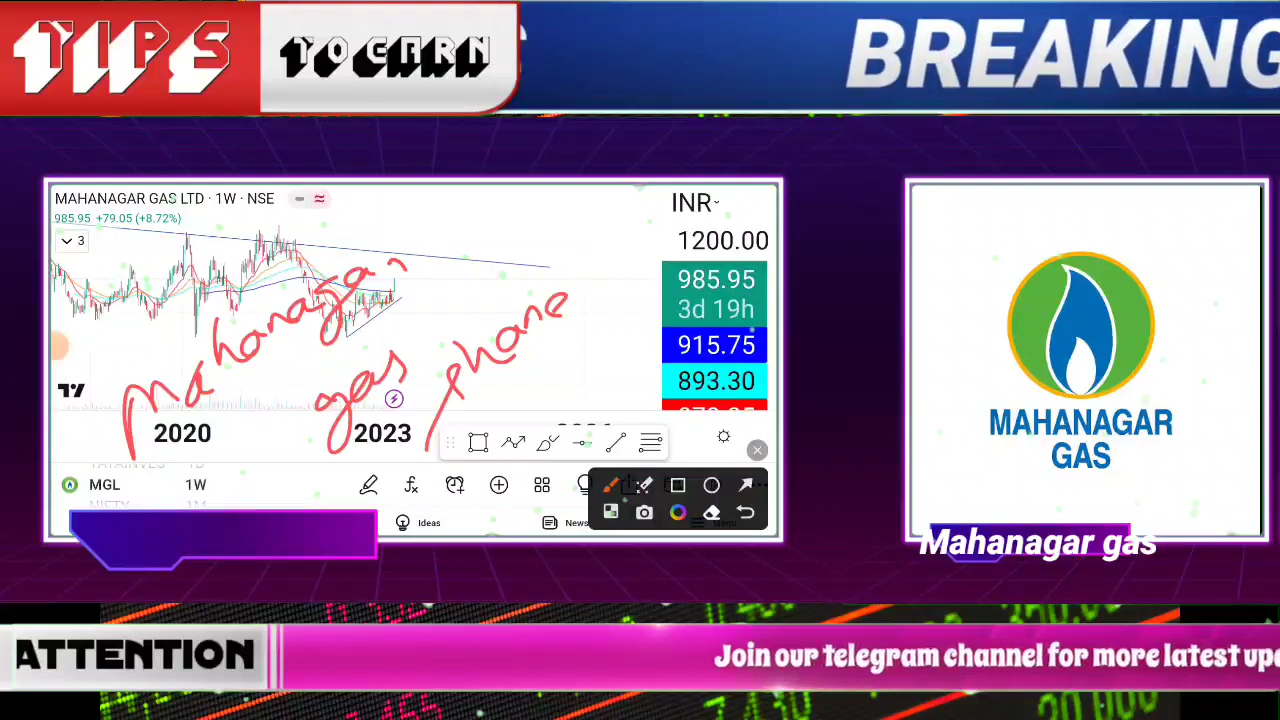 TIPS
TO EARN
BREAKING
MAHANAGAR GAS LTD · 1W · NSE
985.95 +79.05 (+8.72%)
3
INR
1200.00
985.95
3d 19h
915.75
893.30
Mahanagar
gas
phane
2020
2023
MGL
1W
Ideas
News
MAHANAGAR
GAS
Mahanagar gas
ATTENTION
Join our telegram channel for more latest upd